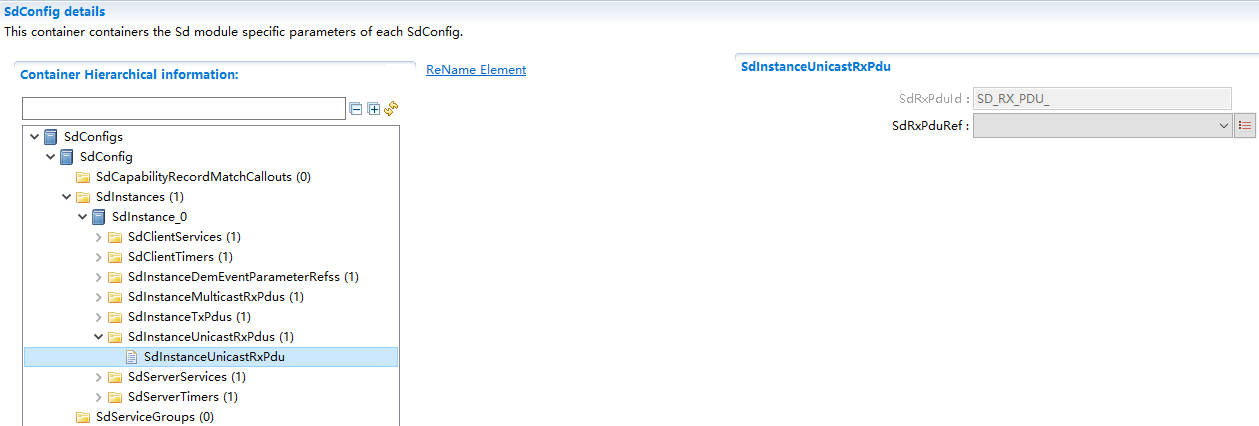 SdConfig details
This container containers the Sd module specific parameters of each SdConfig.
Container Hierarchical information:
ReName Element
SdConfigs
SdConfig
SdCapabilityRecordMatchCallouts (0)
SdInstances (1)
SdInstance_0
SdClientServices (1)
SdClientTimers (1)
SdInstanceDemEventParameterRefss (1)
SdInstanceMulticastRxPdus (1)
SdInstanceTxPdus (1)
SdInstanceUnicastRxPdus (1)
SdInstanceUnicastRxPdu
SdServerServices (1)
SdServerTimers (1)
SdServiceGroups (0)
SdInstanceUnicastRxPdu
SdRxPduId : SD_RX_PDU_
SdRxPduRef :